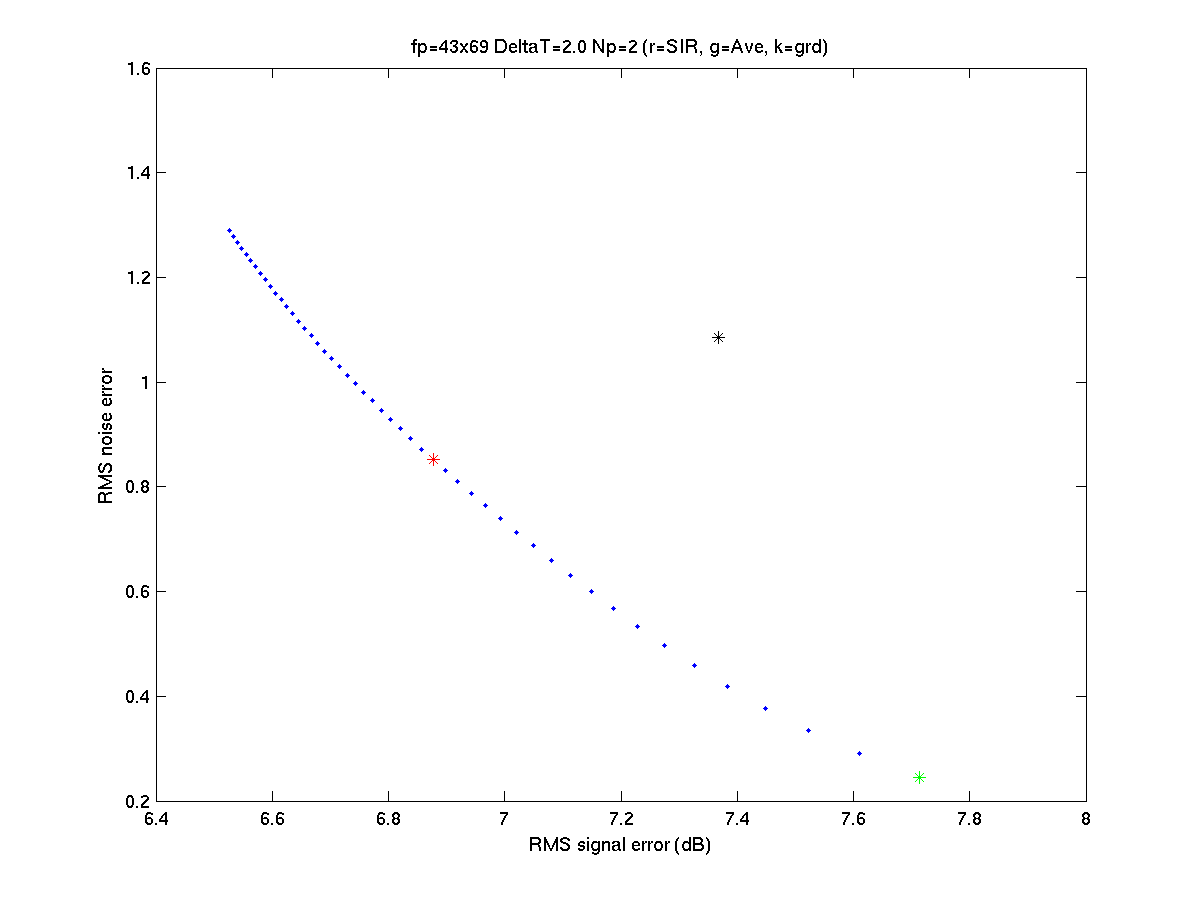 fp=43x69 DeltaT=2.0 Np=2 (r=SIR, g=Ave, k=grd)
1.6
1.4
1.2
1
0.8
0.6
0.4
0.2
RMS noise error
6.4 6.6 6.8 7 7.2 7.4 7.6 7.8 8
RMS signal error (dB)